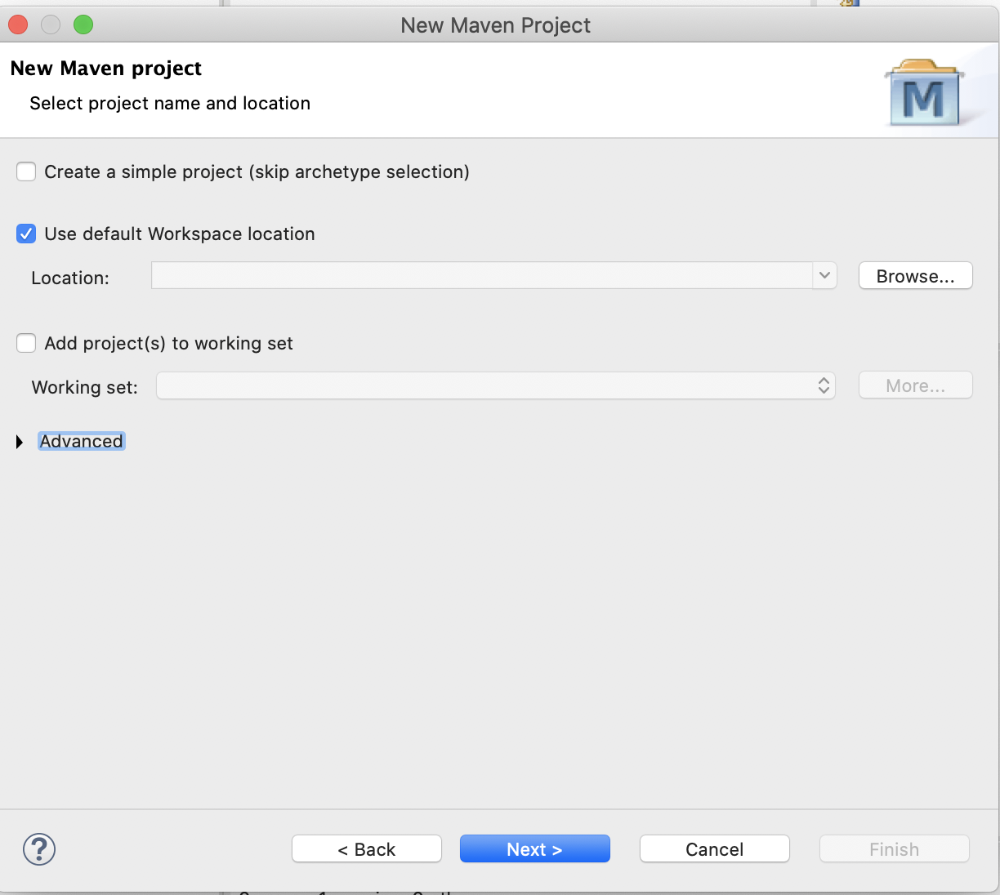 New Maven Project
New Maven project
Select project name and location
M
Create a simple project (skip archetype selection)
Use default Workspace location
Location:
Browse...
Add project(s) to working set
Working set:
More...
Advanced
?
< Back
Next >
Cancel
Finish